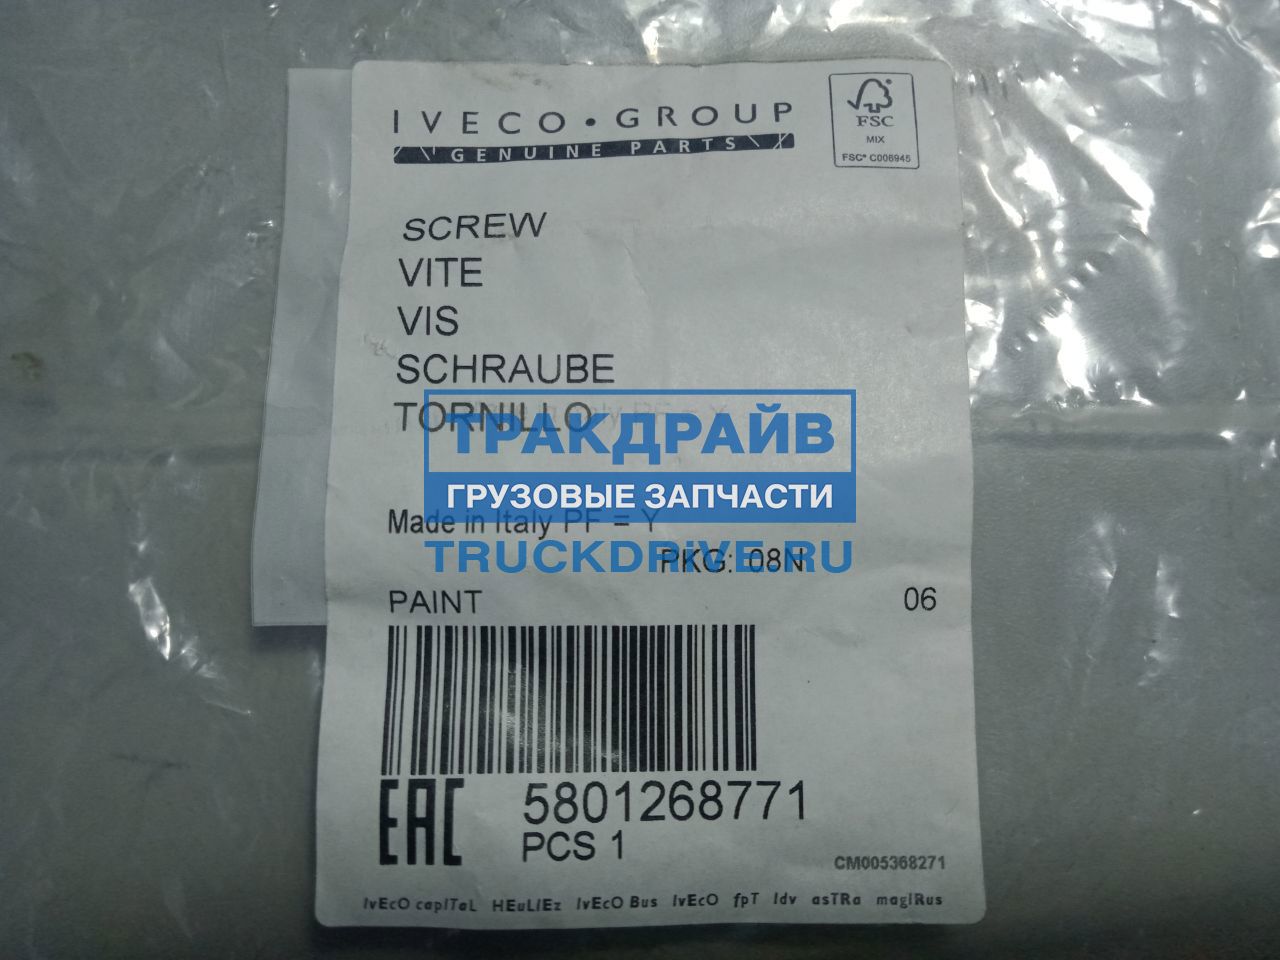 IVECO • GROUP
GENUINE PARTS
FSC
MIX
FSC® C006945
SCREW
VITE
VIS
SCHRAUBE
TORNILLO
ТРАКДРАЙВ
ГРУЗОВЫЕ ЗАПЧАСТИ
Made in Italy PF = Y
TRUCKDRiVE.RU
PKG: 08N
PAINT 06
EAC
5801268771
PCS 1
CM005368271
IvEcO capITaL HEuLiEz IvEcO Bus IvEcO fpT Idv asTRa magIRus